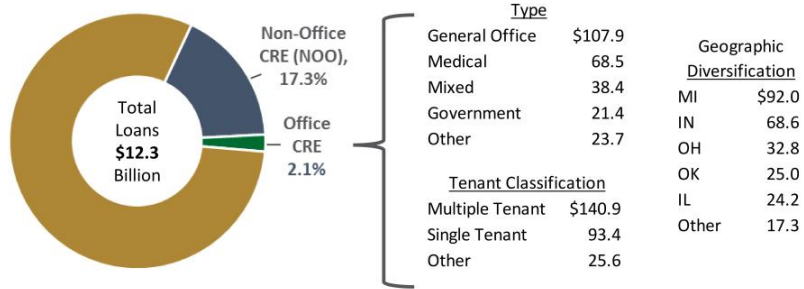 Total
Loans
$12.3
Billion
Non-Office
CRE (NOO),
17.3%
Office
CRE
2.1%
Type
General Office $107.9
Medical 68.5
Mixed 38.4
Government 21.4
Other 23.7
Tenant Classification
Multiple Tenant $140.9
Single Tenant 93.4
Other 25.6
Geographic
Diversification
MI $92.0
IN 68.6
OH 32.8
OK 25.0
IL 24.2
Other 17.3